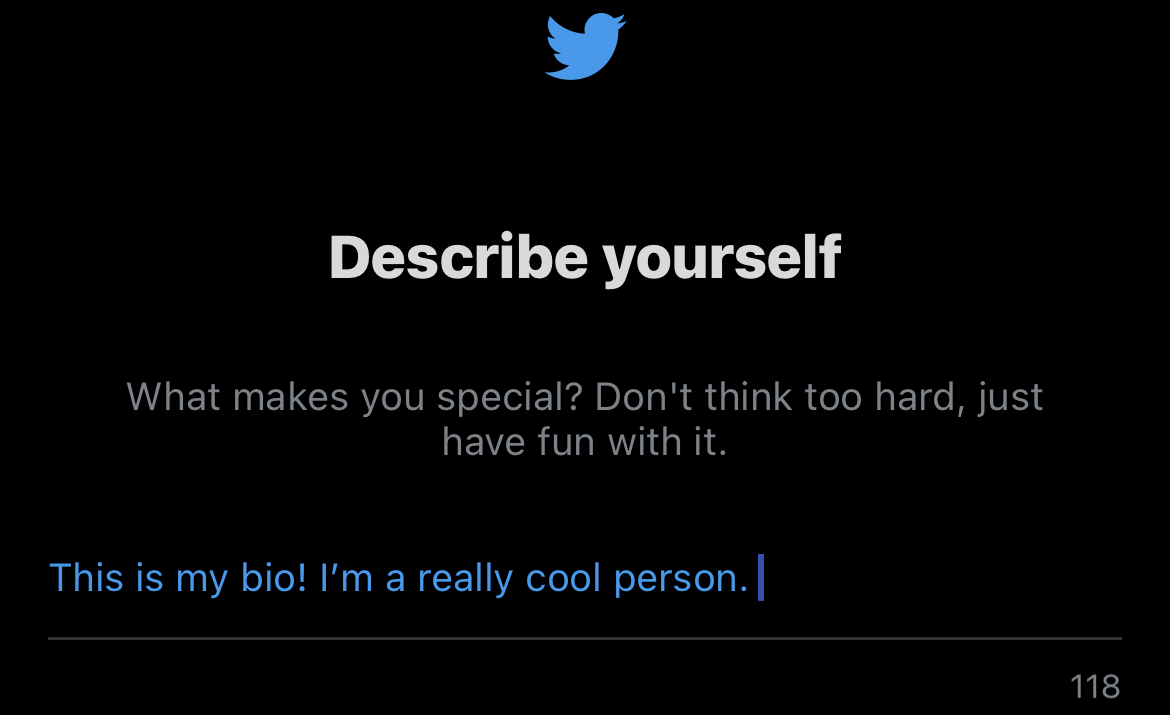 Describe yourself
What makes you special? Don't think too hard, just
have fun with it.
This is my bio! I’m a really cool person.
118